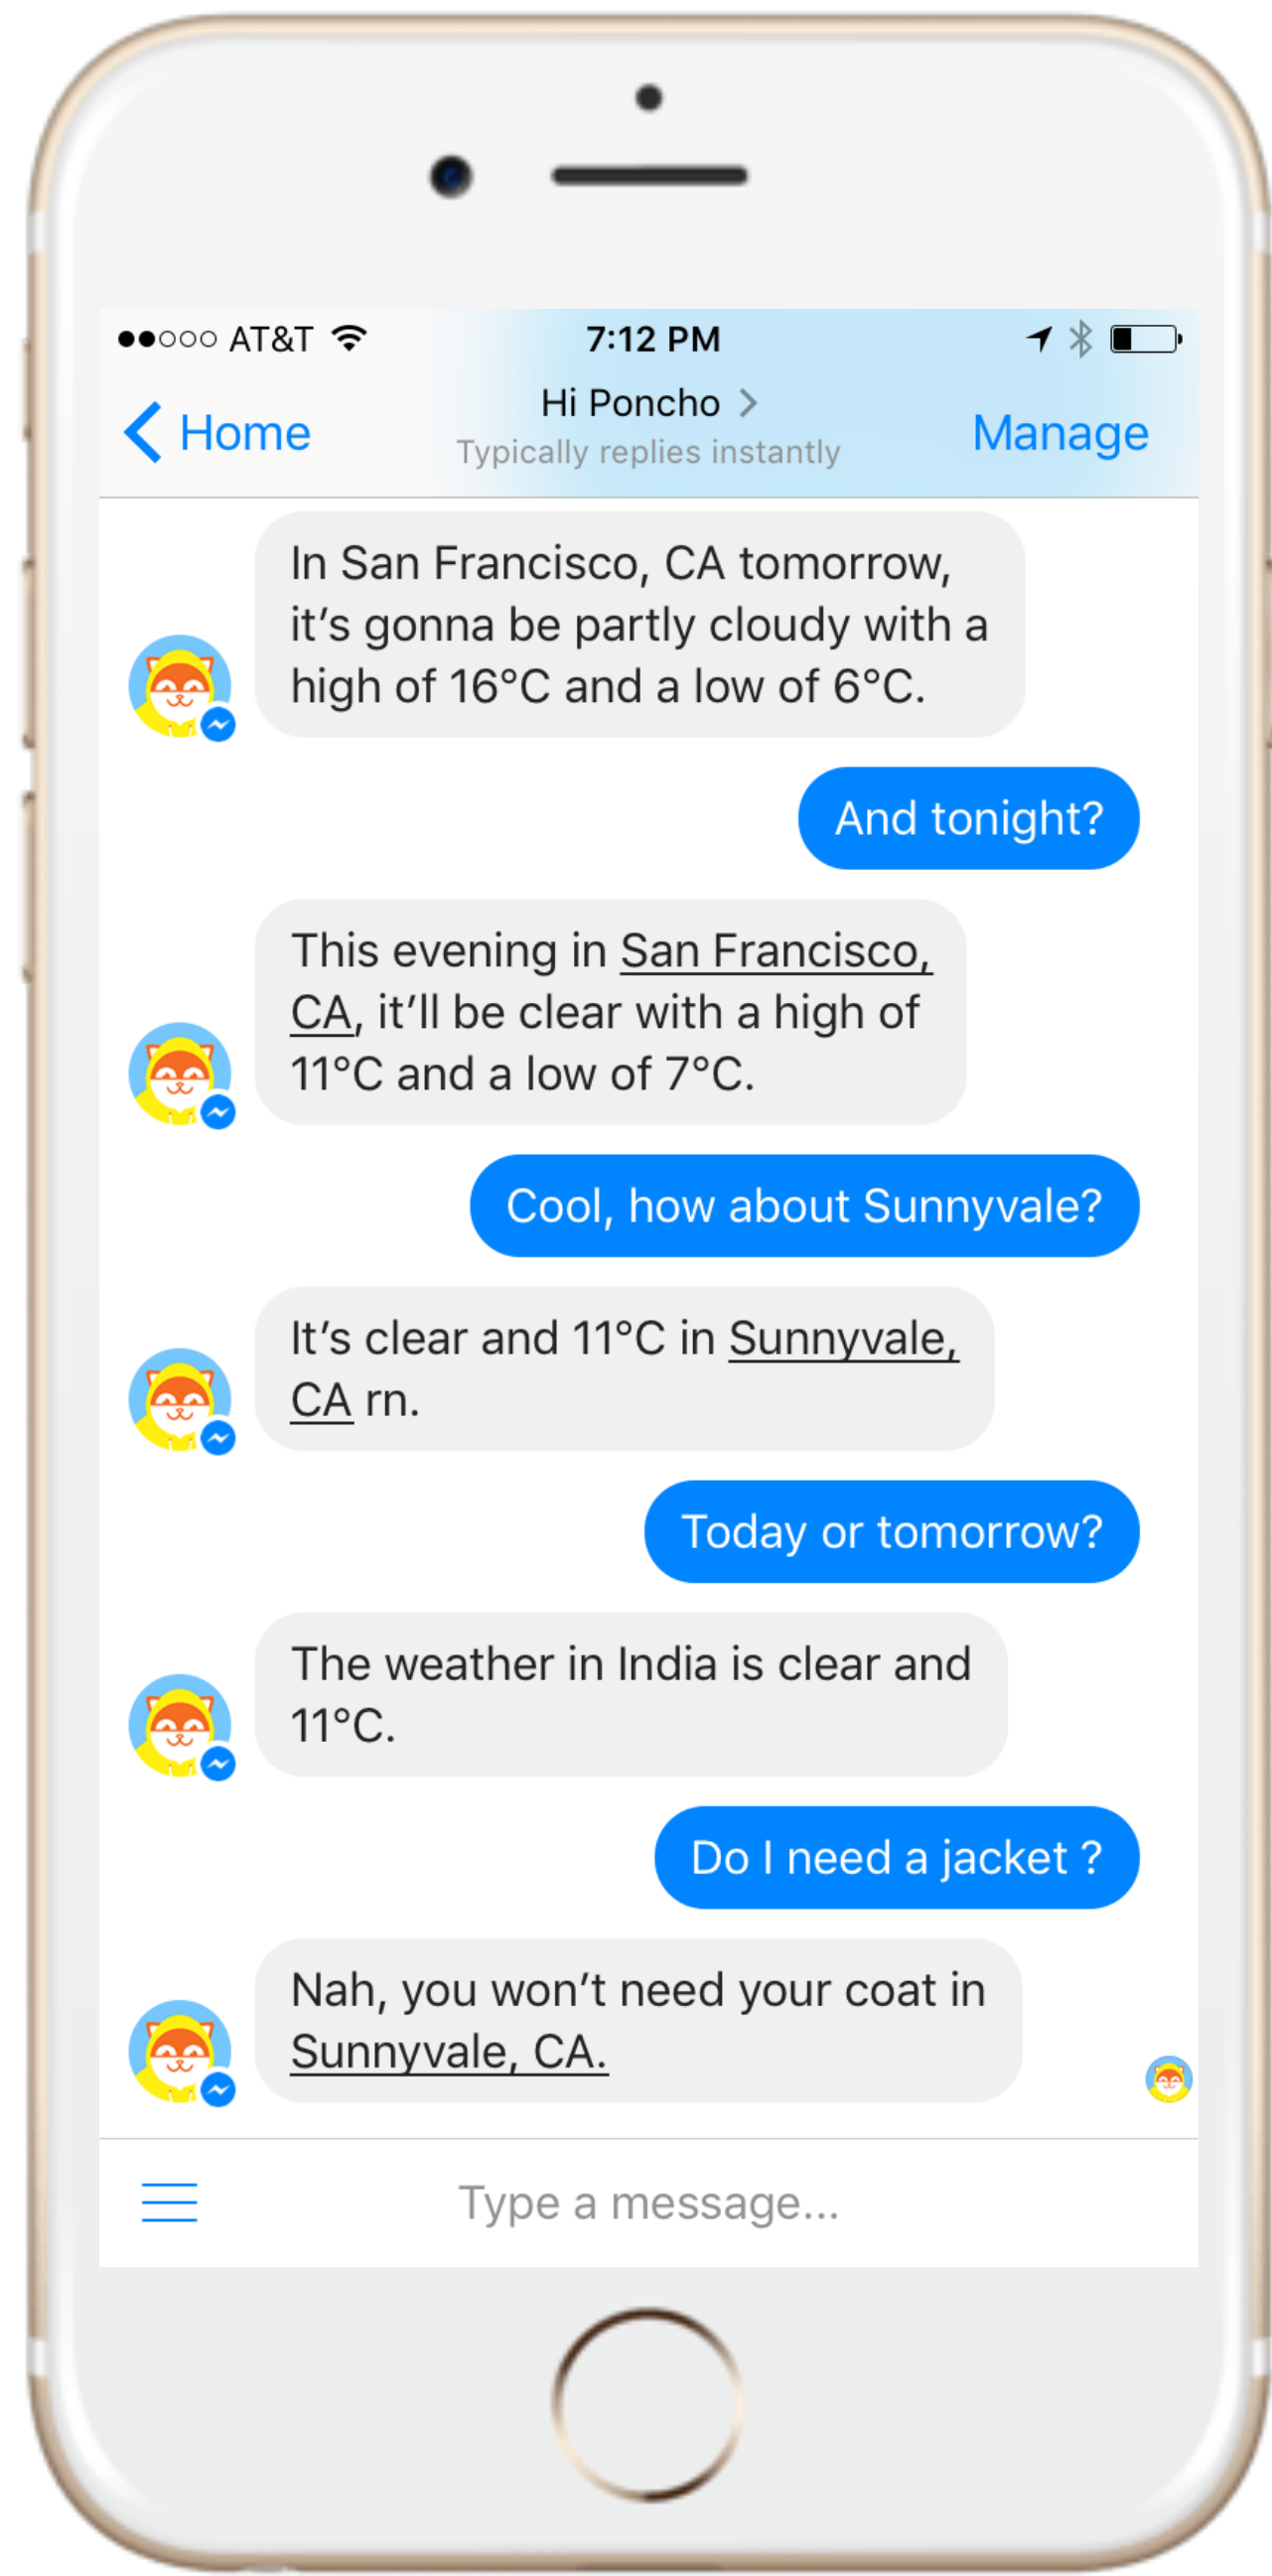 AT&T 7:12 PM
Home Hi Poncho Manage
Typically replies instantly
In San Francisco, CA tomorrow,
it’s gonna be partly cloudy with a
high of 16°C and a low of 6°C.
And tonight?
This evening in San Francisco,
CA, it’ll be clear with a high of
11°C and a low of 7°C.
Cool, how about Sunnyvale?
It’s clear and 11°C in Sunnyvale,
CA rn.
Today or tomorrow?
The weather in India is clear and
11°C.
Do I need a jacket ?
Nah, you won’t need your coat in
Sunnyvale, CA.
Type a message...